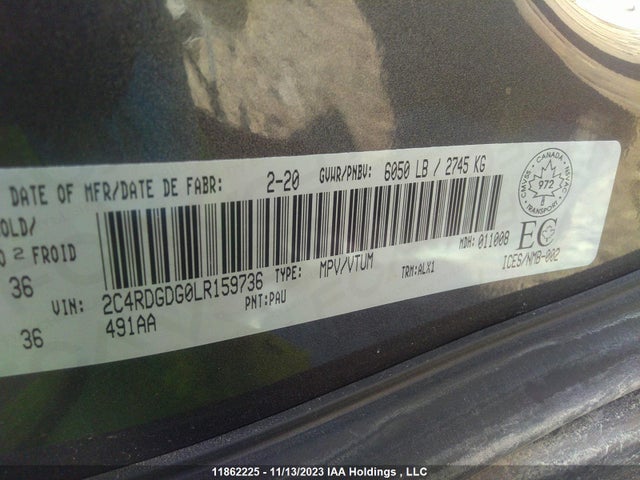 DATE OF MFR/DATE DE FABR: 2-20 GVWR/PNBV: 6050 LB / 2745 KG
OLD/
2 FROID
MDH: 011008
36 VIN: 2C4RDGDG0LR159736 TYPE: MPV/VTUM TRM:ALX1
PNT:PAU
36 491AA
CANADA
972
TRANSPORT
EC
ICES/NMB-002
11862225 - 11/13/2023 IAA Holdings , LLC